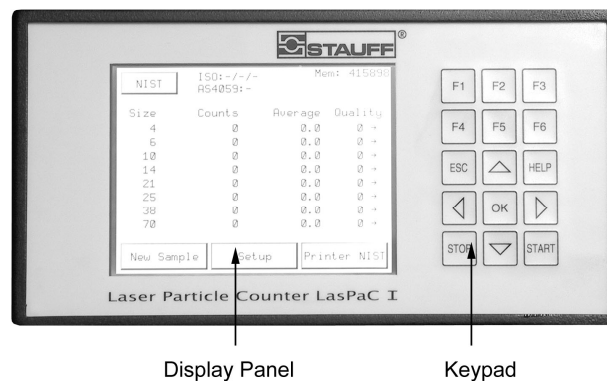 STAUFF®
NIST
ISO:-/-/-
AS4059:-
Mem: 415898
Size Counts Average Quality
4 0 0.0 0 →
6 0 0.0 0 →
10 0 0.0 0 →
14 0 0.0 0 →
21 0 0.0 0 →
25 0 0.0 0 →
38 0 0.0 0 →
70 0 0.0 0 →
New Sample Setup Printer NIST
F1 F2 F3
F4 F5 F6
ESC HELP
OK
STOP START
Laser Particle Counter LasPaC I
Display Panel Keypad